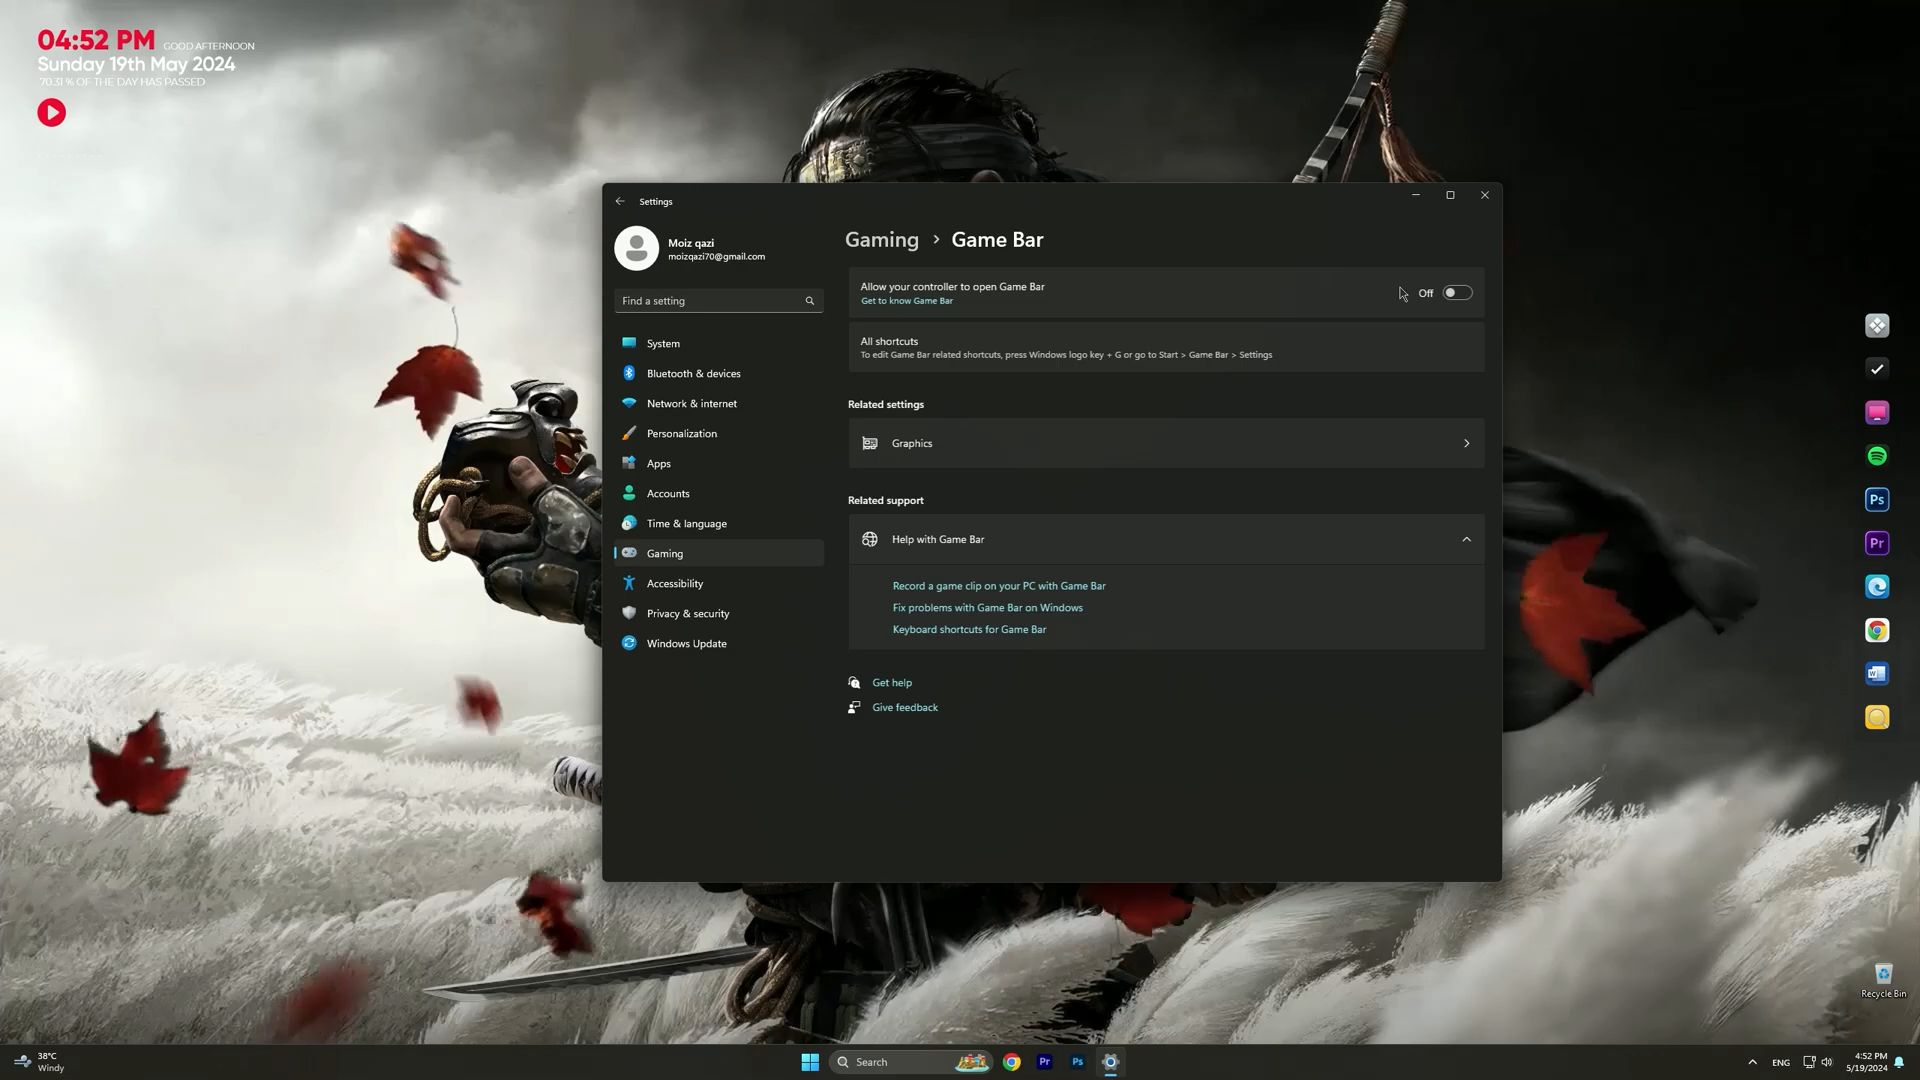 04:52 PM GOOD AFTERNOON
Sunday 19th May 2024
70.31 % OF THE DAY HAS PASSED
Settings
Moiz qazi
moizqazi70@gmail.com
Find a setting
System
Bluetooth & devices
Network & internet
Personalization
Apps
Accounts
Time & language
Gaming
Accessibility
Privacy & security
Windows Update
Gaming > Game Bar
Allow your controller to open Game Bar
Get to know Game Bar
Off
All shortcuts
To edit Game Bar related shortcuts, press Windows logo key + G or go to Start > Game Bar > Settings
Related settings
Graphics
Related support
Help with Game Bar
Record a game clip on your PC with Game Bar
Fix problems with Game Bar on Windows
Keyboard shortcuts for Game Bar
Get help
Give feedback
Ps
Pr
W
Recycle Bin
38°C
Windy
Search
Pr
Ps
ENG
4:52 PM
5/19/2024